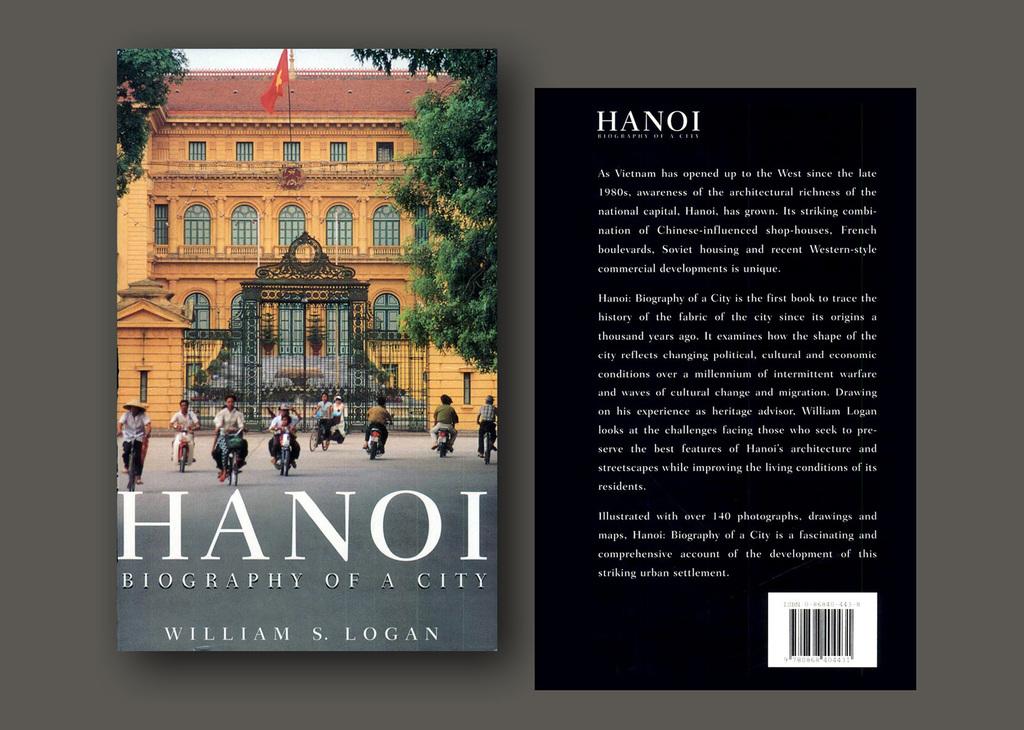 HANOI
BIOGRAPHY OF A CITY
WILLIAM S. LOGAN
HANOI
BIOGRAPHY OF A CITY
As Vietnam has opened up to the West since the late
1980s, awareness of the architectural richness of the
national capital, Hanoi, has grown. Its striking combi-
nation of Chinese-influenced shop-houses, French
boulevards, Soviet housing and recent Western-style
commercial developments is unique.
Hanoi: Biography of a City is the first book to trace the
history of the fabric of the city since its origins a
thousand years ago. It examines how the shape of the
city reflects changing political, cultural and economic
conditions over a millennium of intermittent warfare
and waves of cultural change and migration. Drawing
on his experience as heritage advisor, William Logan
looks at the challenges facing those who seek to pre-
serve the best features of Hanoi's architecture and
streetscapes while improving the living conditions of its
residents.
Illustrated with over 140 photographs, drawings and
maps, Hanoi: Biography of a City is a fascinating and
comprehensive account of the development of this
striking urban settlement.
ISBN 0-86840-443-8
9 780868 404431